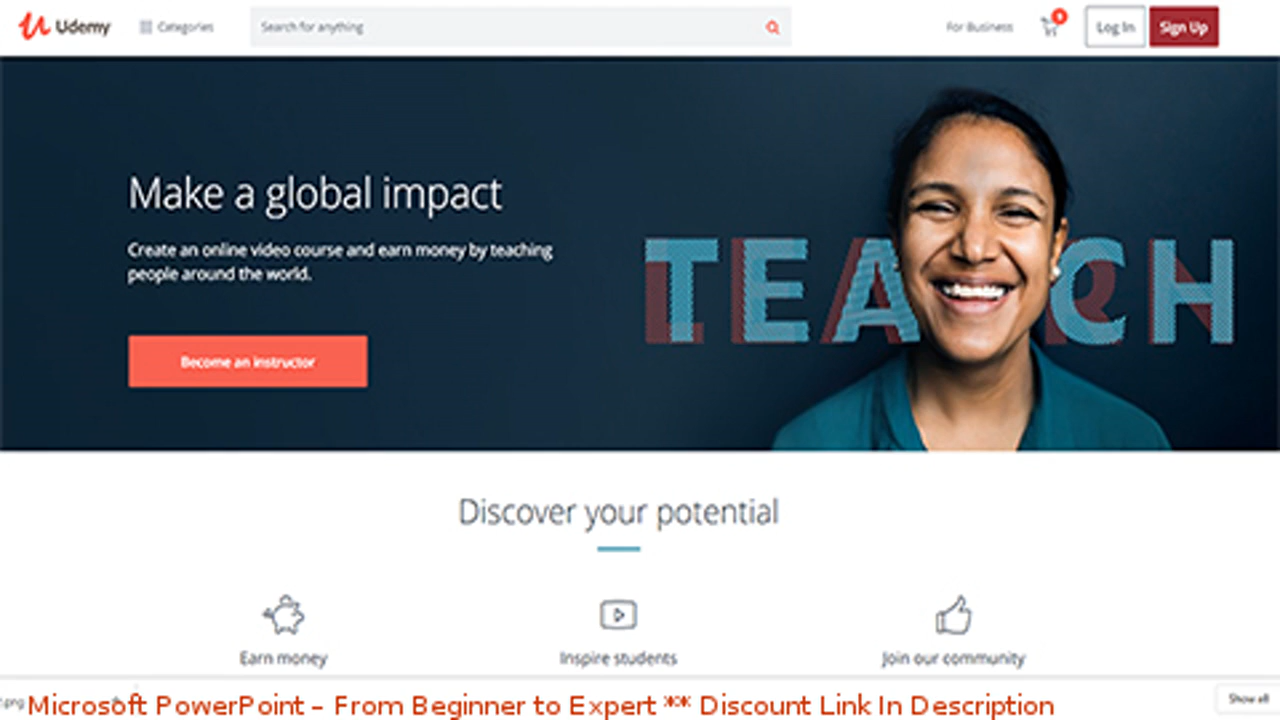 Udemy
Categories
Search for anything
For Business
Log In
Sign Up
Make a global impact
Create an online video course and earn money by teaching
people around the world.
TEACH
Become an instructor
Discover your potential
Earn money
Inspire students
Join our community
.png
Show all
Microsoft PowerPoint – From Beginner to Expert ** Discount Link In Description